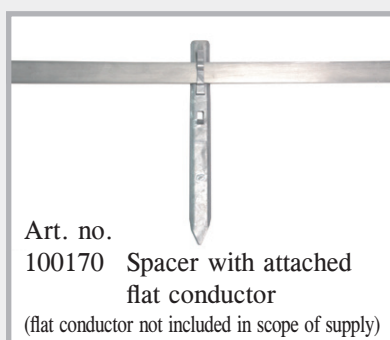 Art. no.
100170 Spacer with attached
flat conductor
(flat conductor not included in scope of supply)